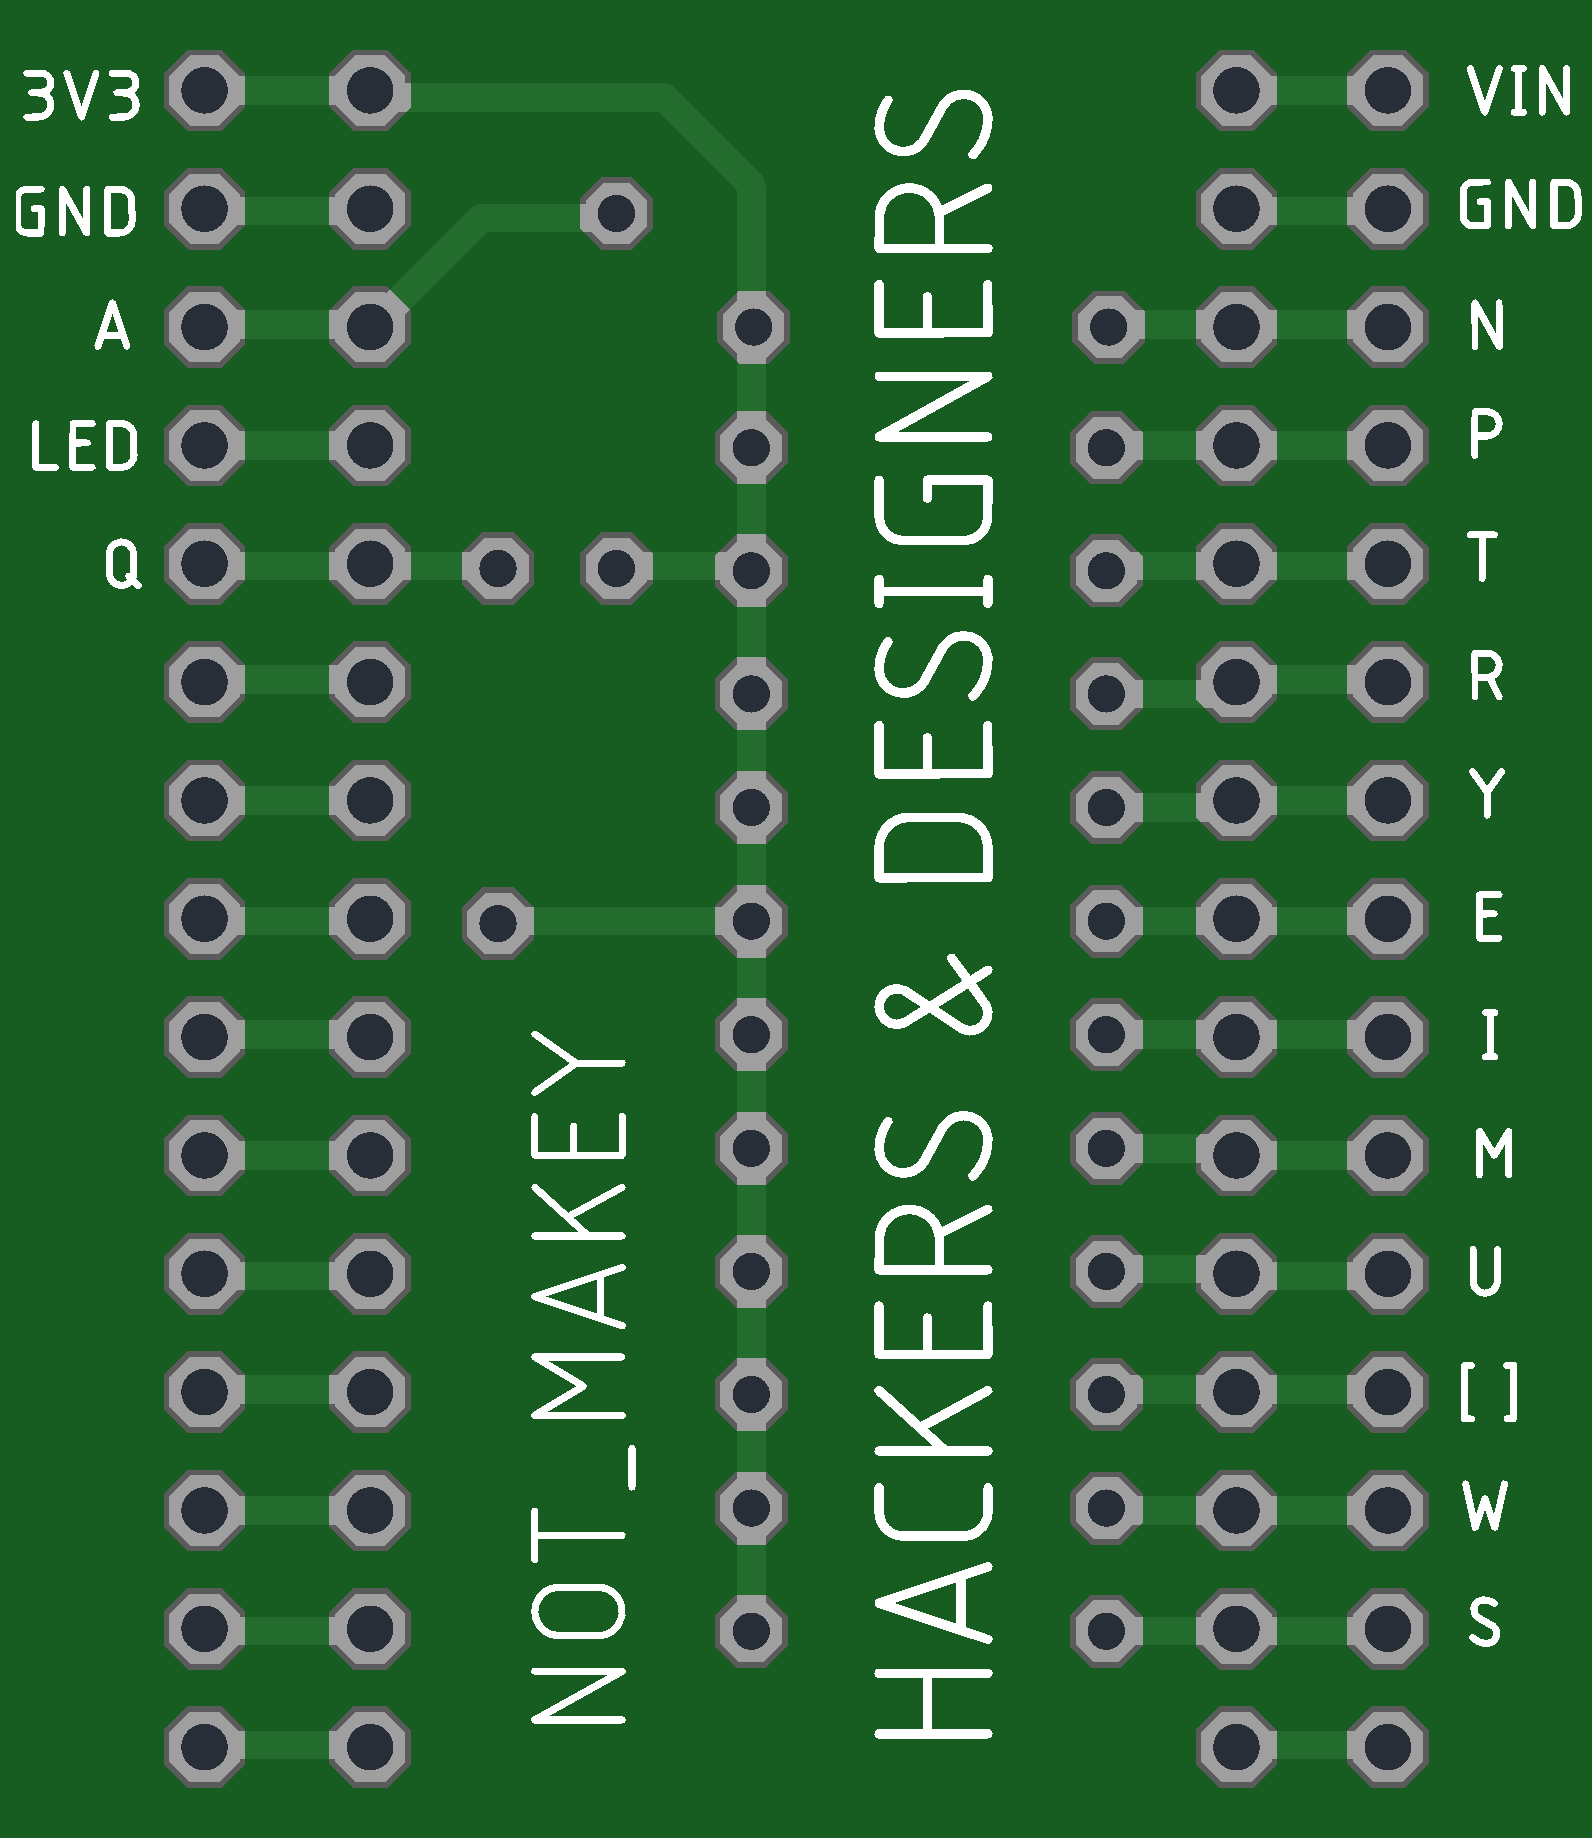 3V3
GND
A
LED
Q
NOT_MAKEY
HACKERS & DESIGNERS
VIN
GND
N
P
T
R
Y
E
I
M
U
[ ]
W
S